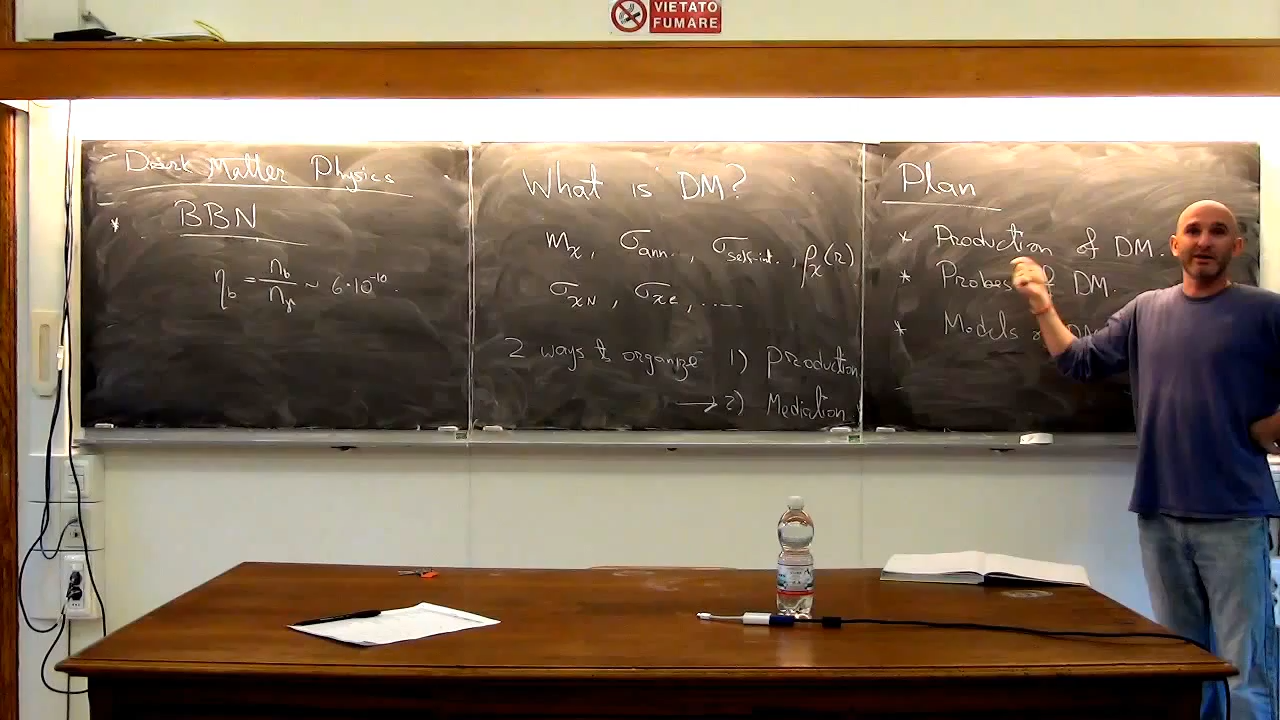 VIETATO
FUMARE
Dark Matter Physics
* BBN
η_b = n_b / n_γ ~ 6·10^-10.
What is DM?
m_χ, σ_ann., σ_self-int., ρ_χ(r)
σ_χN, σ_χe, ....
2 ways to organize 1) Production
→ 2) Mediation
Plan
* Production of DM.
* Probes of DM.
* Models DM
*